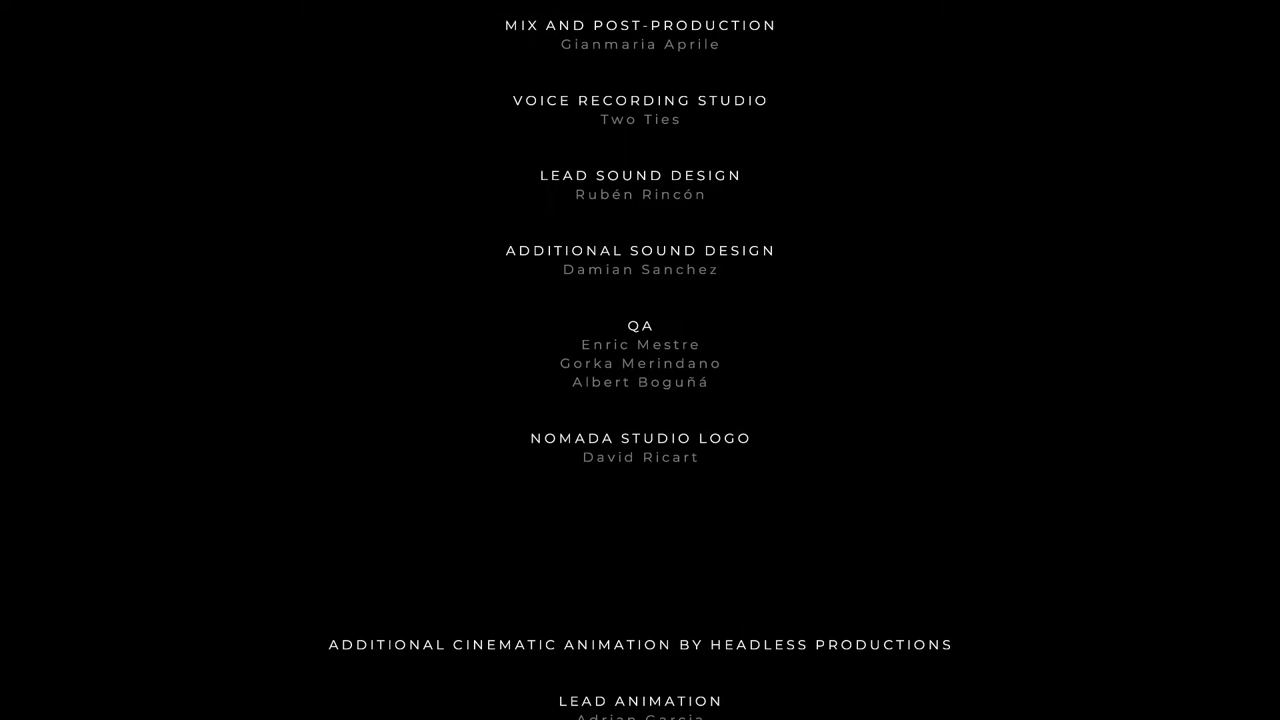 MIX AND POST-PRODUCTION
Gianmaria Aprile
VOICE RECORDING STUDIO
Two Ties
LEAD SOUND DESIGN
Rubén Rincón
ADDITIONAL SOUND DESIGN
Damian Sanchez
QA
Enric Mestre
Gorka Merindano
Albert Boguñá
NOMADA STUDIO LOGO
David Ricart
ADDITIONAL CINEMATIC ANIMATION BY HEADLESS PRODUCTIONS
LEAD ANIMATION
Adrian Garcia